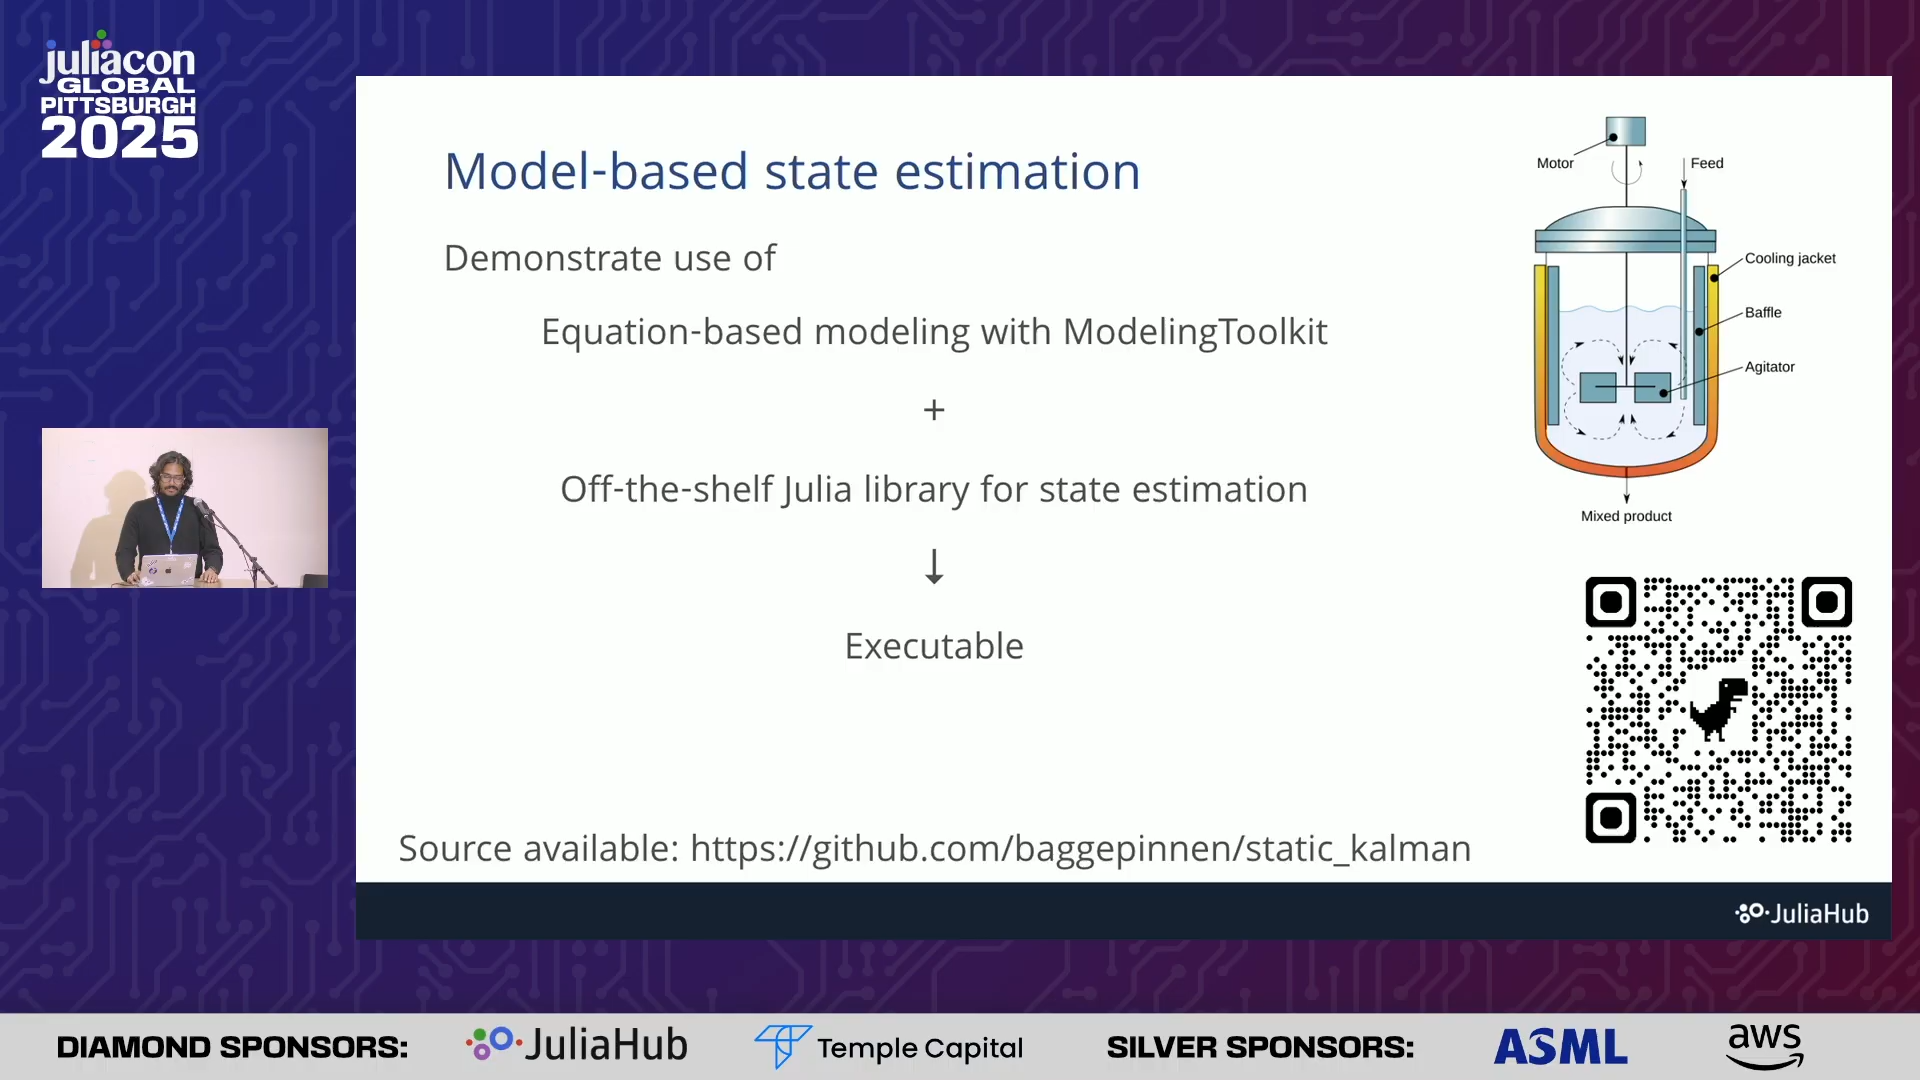 juliacon
GLOBAL
PITTSBURGH
2025
Model-based state estimation
Demonstrate use of
Equation-based modeling with ModelingToolkit
+
Off-the-shelf Julia library for state estimation
↓
Executable
Source available: https://github.com/baggepinnen/static_kalman
Motor
Feed
Cooling jacket
Baffle
Agitator
Mixed product
JuliaHub
DIAMOND SPONSORS: JuliaHub Temple Capital SILVER SPONSORS: ASML aws